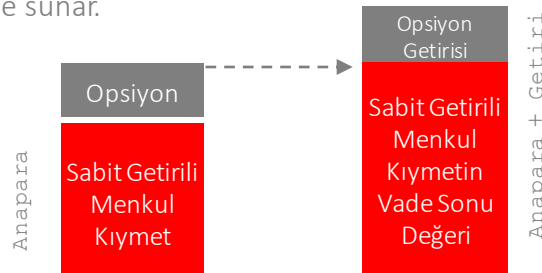 e sunar.
Anapara
Opsiyon
Sabit Getirili
Menkul
Kıymet
Opsiyon
Getirisi
Sabit Getirili
Menkul
Kıymetin
Vade Sonu
Değeri
Anapara + Getiri